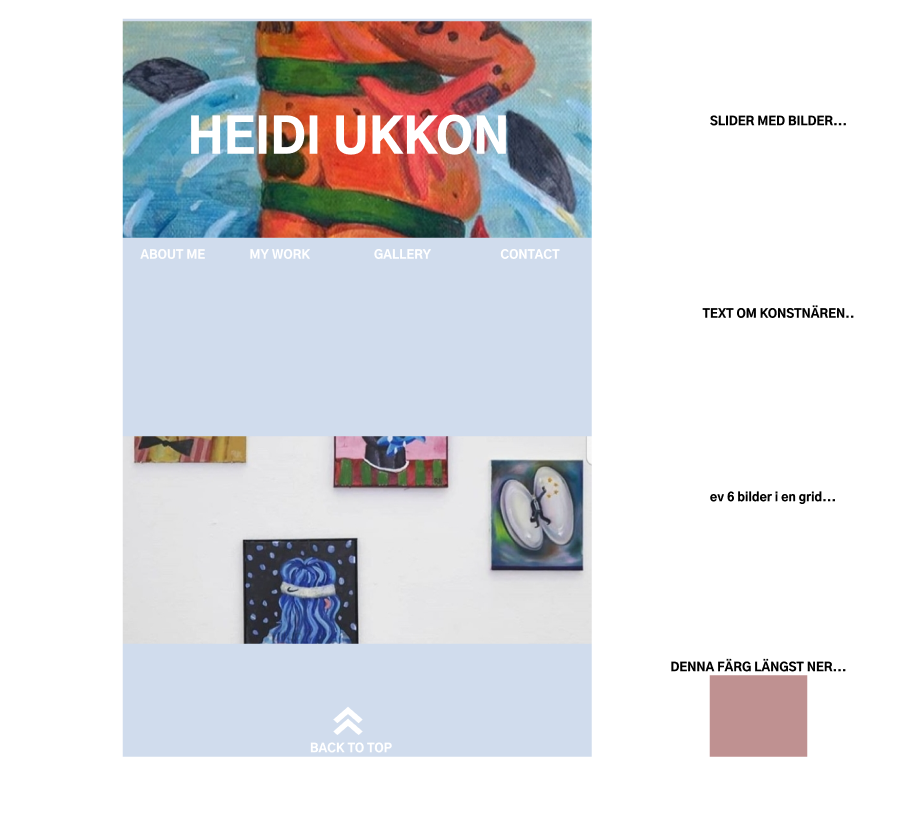 SLIDER MED BILDER...
HEIDI UKKON
ABOUT ME MY WORK GALLERY CONTACT
TEXT OM KONSTNÄREN..
ev 6 bilder i en grid...
DENNA FÄRG LÄNGST NER...
BACK TO TOP